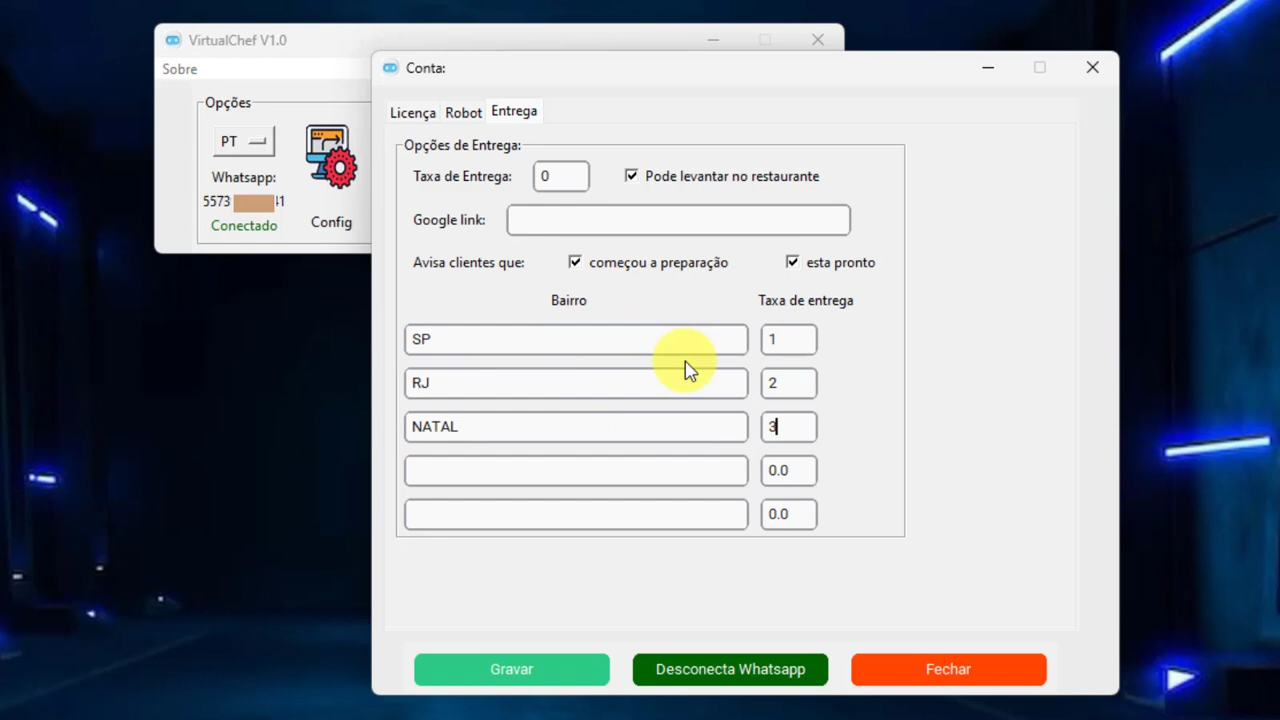 VirtualChef V1.0
Sobre
Opções
PT
Whatsapp:
5573 41
Conectado
Config
Conta:
Licença Robot Entrega
Opções de Entrega:
Taxa de Entrega: 0 Pode levantar no restaurante
Google link:
Avisa clientes que: começou a preparação esta pronto
Bairro Taxa de entrega
SP 1
RJ 2
NATAL 3
0.0
0.0
Gravar Desconecta Whatsapp Fechar